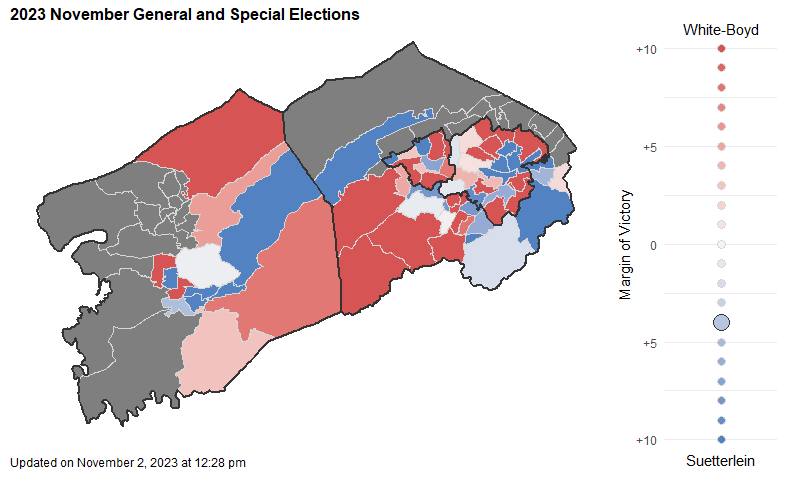 2023 November General and Special Elections
White-Boyd
+10
+5
0
+5
+10
Margin of Victory
Suetterlein
Updated on November 2, 2023 at 12:28 pm